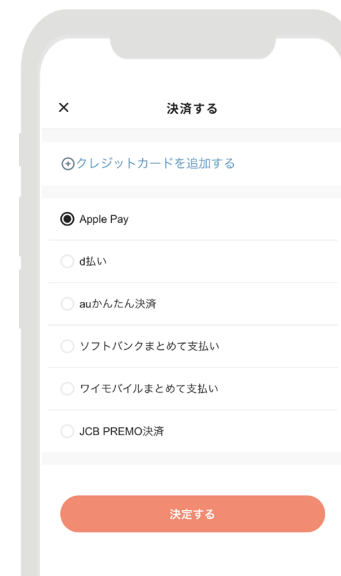 決済する
クレジットカードを追加する
Apple Pay
d払い
auかんたん決済
ソフトバンクまとめて支払い
ワイモバイルまとめて支払い
JCB PREMO決済
決定する